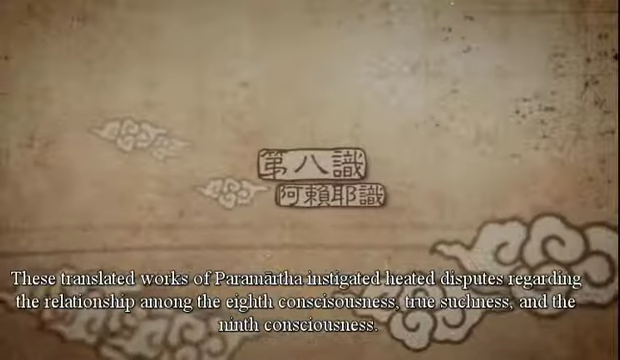 第八識
阿賴耶識
These translated works of Paramārtha instigated heated disputes regarding
the relationship among the eighth conscisousness, true suchness, and the
ninth consciousness.